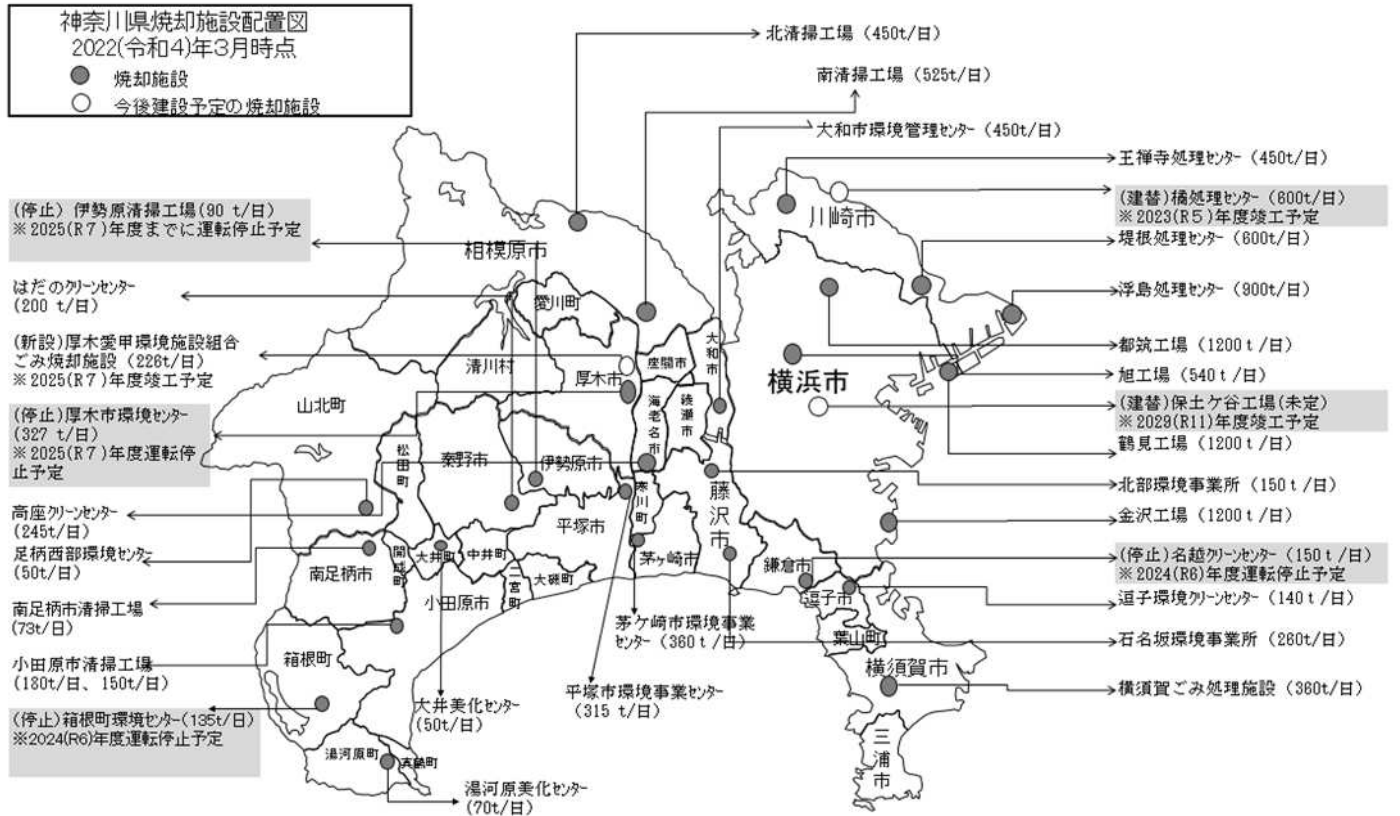 神奈川県焼却施設配置図
2022(令和4)年3月時点
焼却施設
今後建設予定の焼却施設
北清掃工場 (450t/日)
南清掃工場 (525t/日)
大和市環境管理センター (450t/日)
王禅寺処理センター (450t/日)
(建替)橘処理センター (600t/日)
※2023(R5)年度竣工予定
堤根処理センター (600t/日)
浮島処理センター (900t/日)
都筑工場 (1200t/日)
旭工場 (540t/日)
(建替)保土ケ谷工場(未定)
※2029(R11)年度竣工予定
鶴見工場 (1200t/日)
北部環境事業所 (150t/日)
金沢工場 (1200t/日)
(停止)名越クリーンセンター (150t/日)
※2024(R6)年度運転停止予定
逗子環境クリーンセンター (140t/日)
石名坂環境事業所 (260t/日)
横須賀ごみ処理施設 (360t/日)
(停止) 伊勢原清掃工場(90 t/日)
※2025(R7)年度までに運転停止予定
はだのクリーンセンター
(200 t/日)
(新設)厚木愛甲環境施設組合
ごみ焼却施設 (226t/日)
※2025(R7)年度竣工予定
(停止)厚木市環境センター
(327 t/日)
※2025(R7)年度運転停
止予定
高座クリーンセンター
(245t/日)
足柄西部環境センター
(50t/日)
南足柄市清掃工場
(73t/日)
小田原市清掃工場
(180t/日、150t/日)
(停止)箱根町環境センター(135t/日)
※2024(R6)年度運転停止予定
大井美化センター
(50t/日)
湯河原美化センター
(70t/日)
平塚市環境事業センター
(315 t/日)
茅ケ崎市環境事業
センター (360t/日)
相模原市
愛川町
清川村
厚木市
座間市
大和市
海老名市
綾瀬市
山北町
松田町
秦野市
伊勢原市
寒川町
藤沢市
平塚市
茅ヶ崎市
南足柄市
開成町
大井町
中井町
二宮町
大磯町
小田原市
箱根町
湯河原町
真鶴町
川崎市
横浜市
鎌倉市
逗子市
葉山町
横須賀市
三浦市